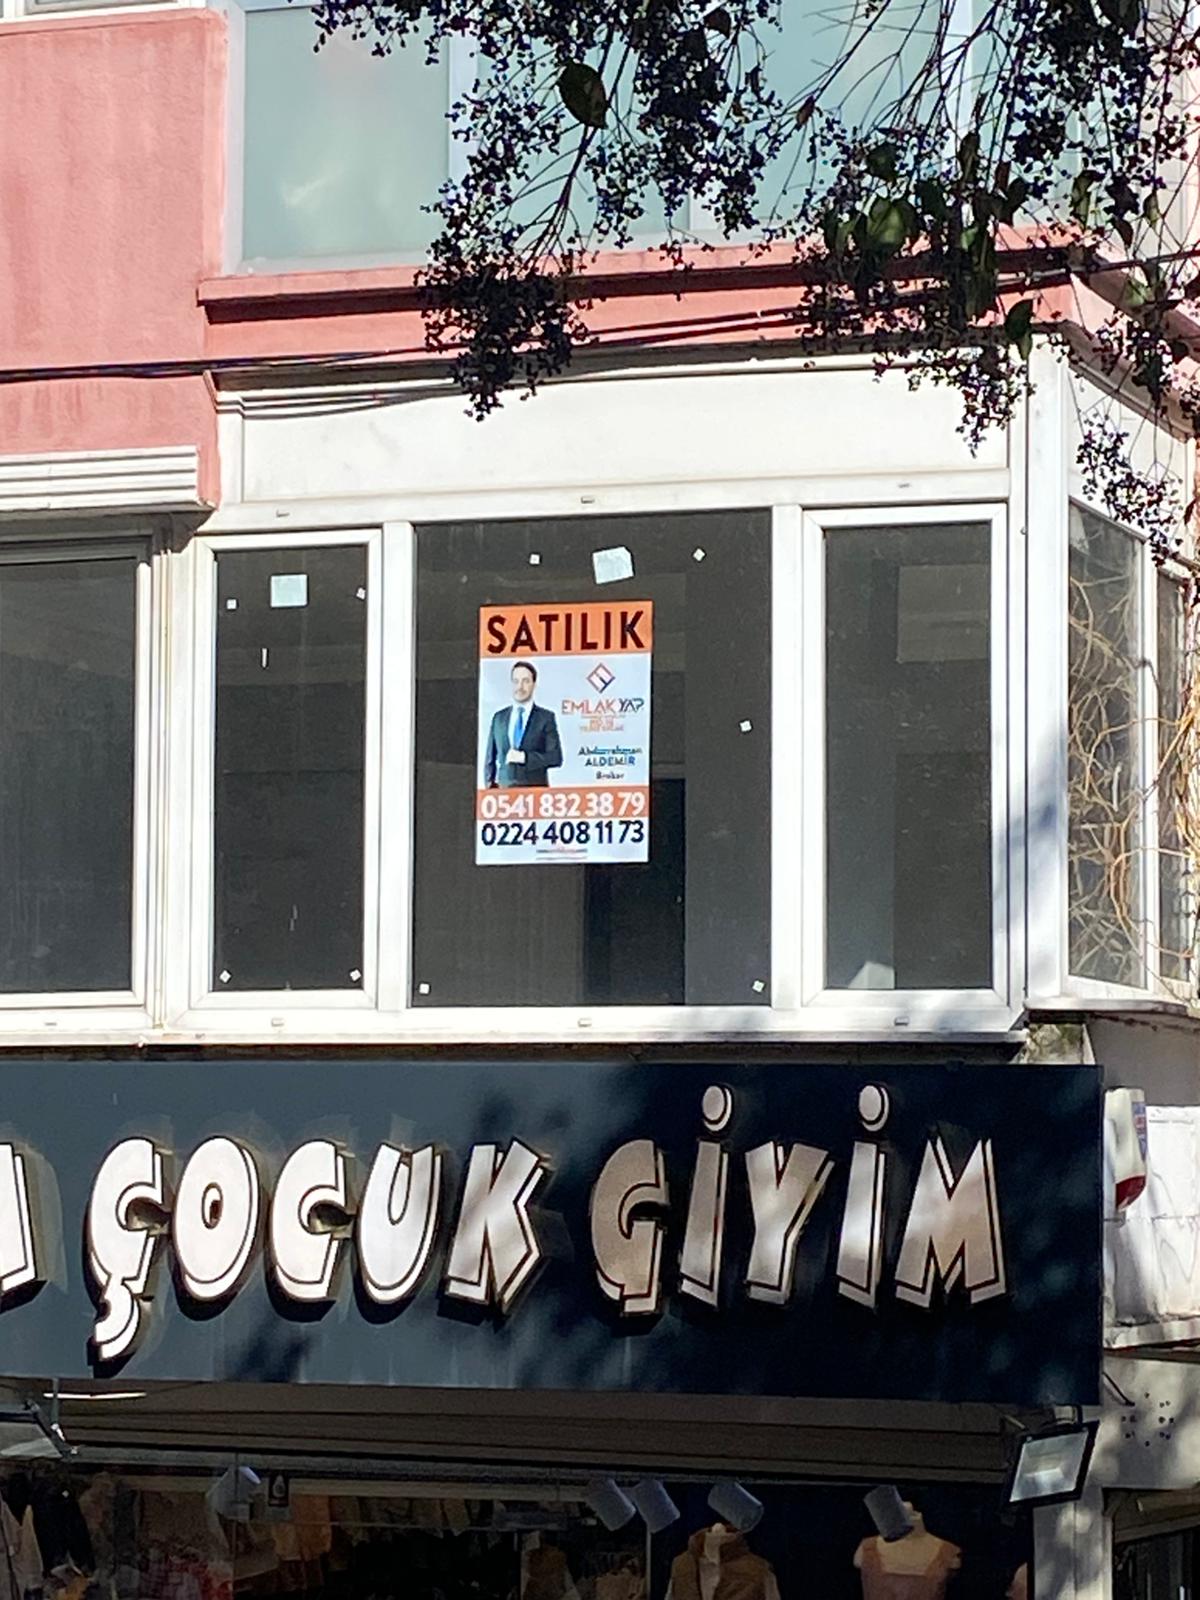 SATILIK
EMLAK YAP
Abdurrahman
ALDEMİR
Broker
0541 832 38 79
0224 408 11 73
ÇOCUK GİYİM